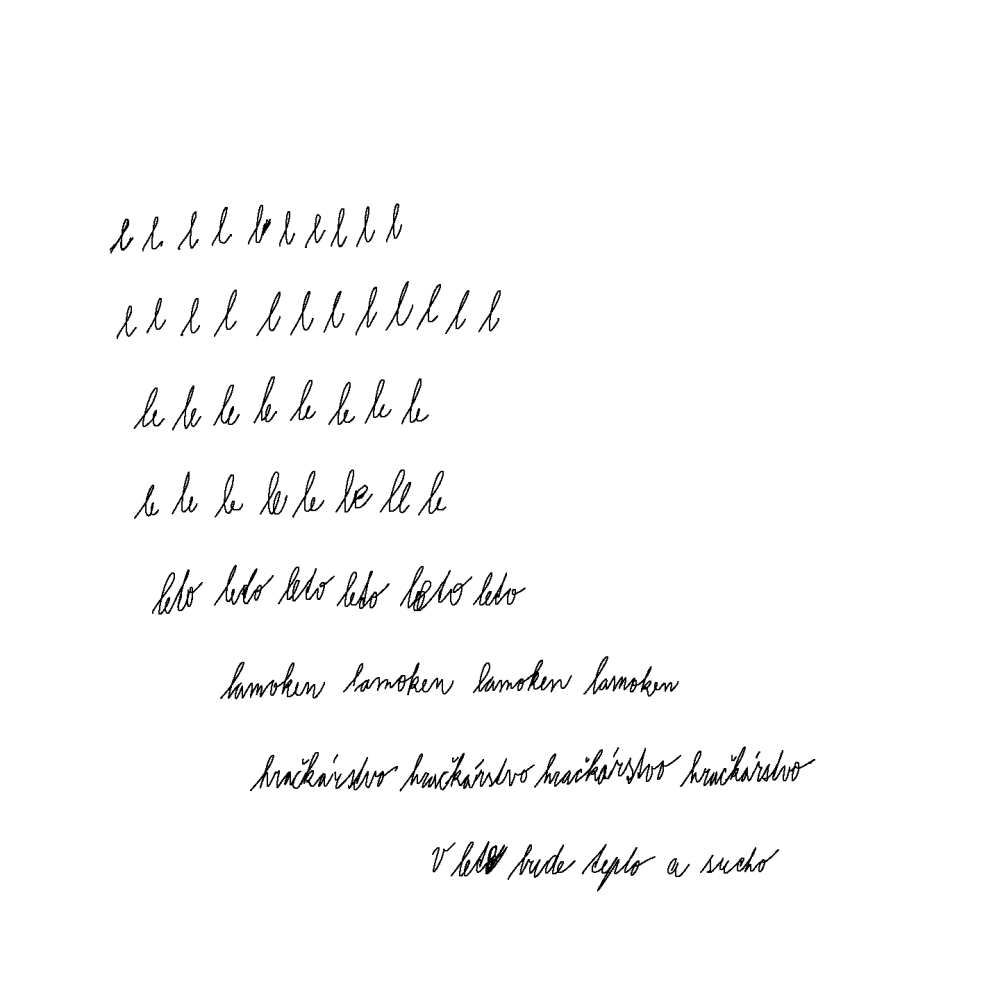 l l l l l l l l l l
l l l l l l l l l l l l
le le le le le le le le
le le le le le le le le
leto leto leto leto leto leto
lamoken lamoken lamoken lamoken
hračkárstvo hračkárstvo hračkárstvo hračkárstvo
V lete bude teplo a sucho